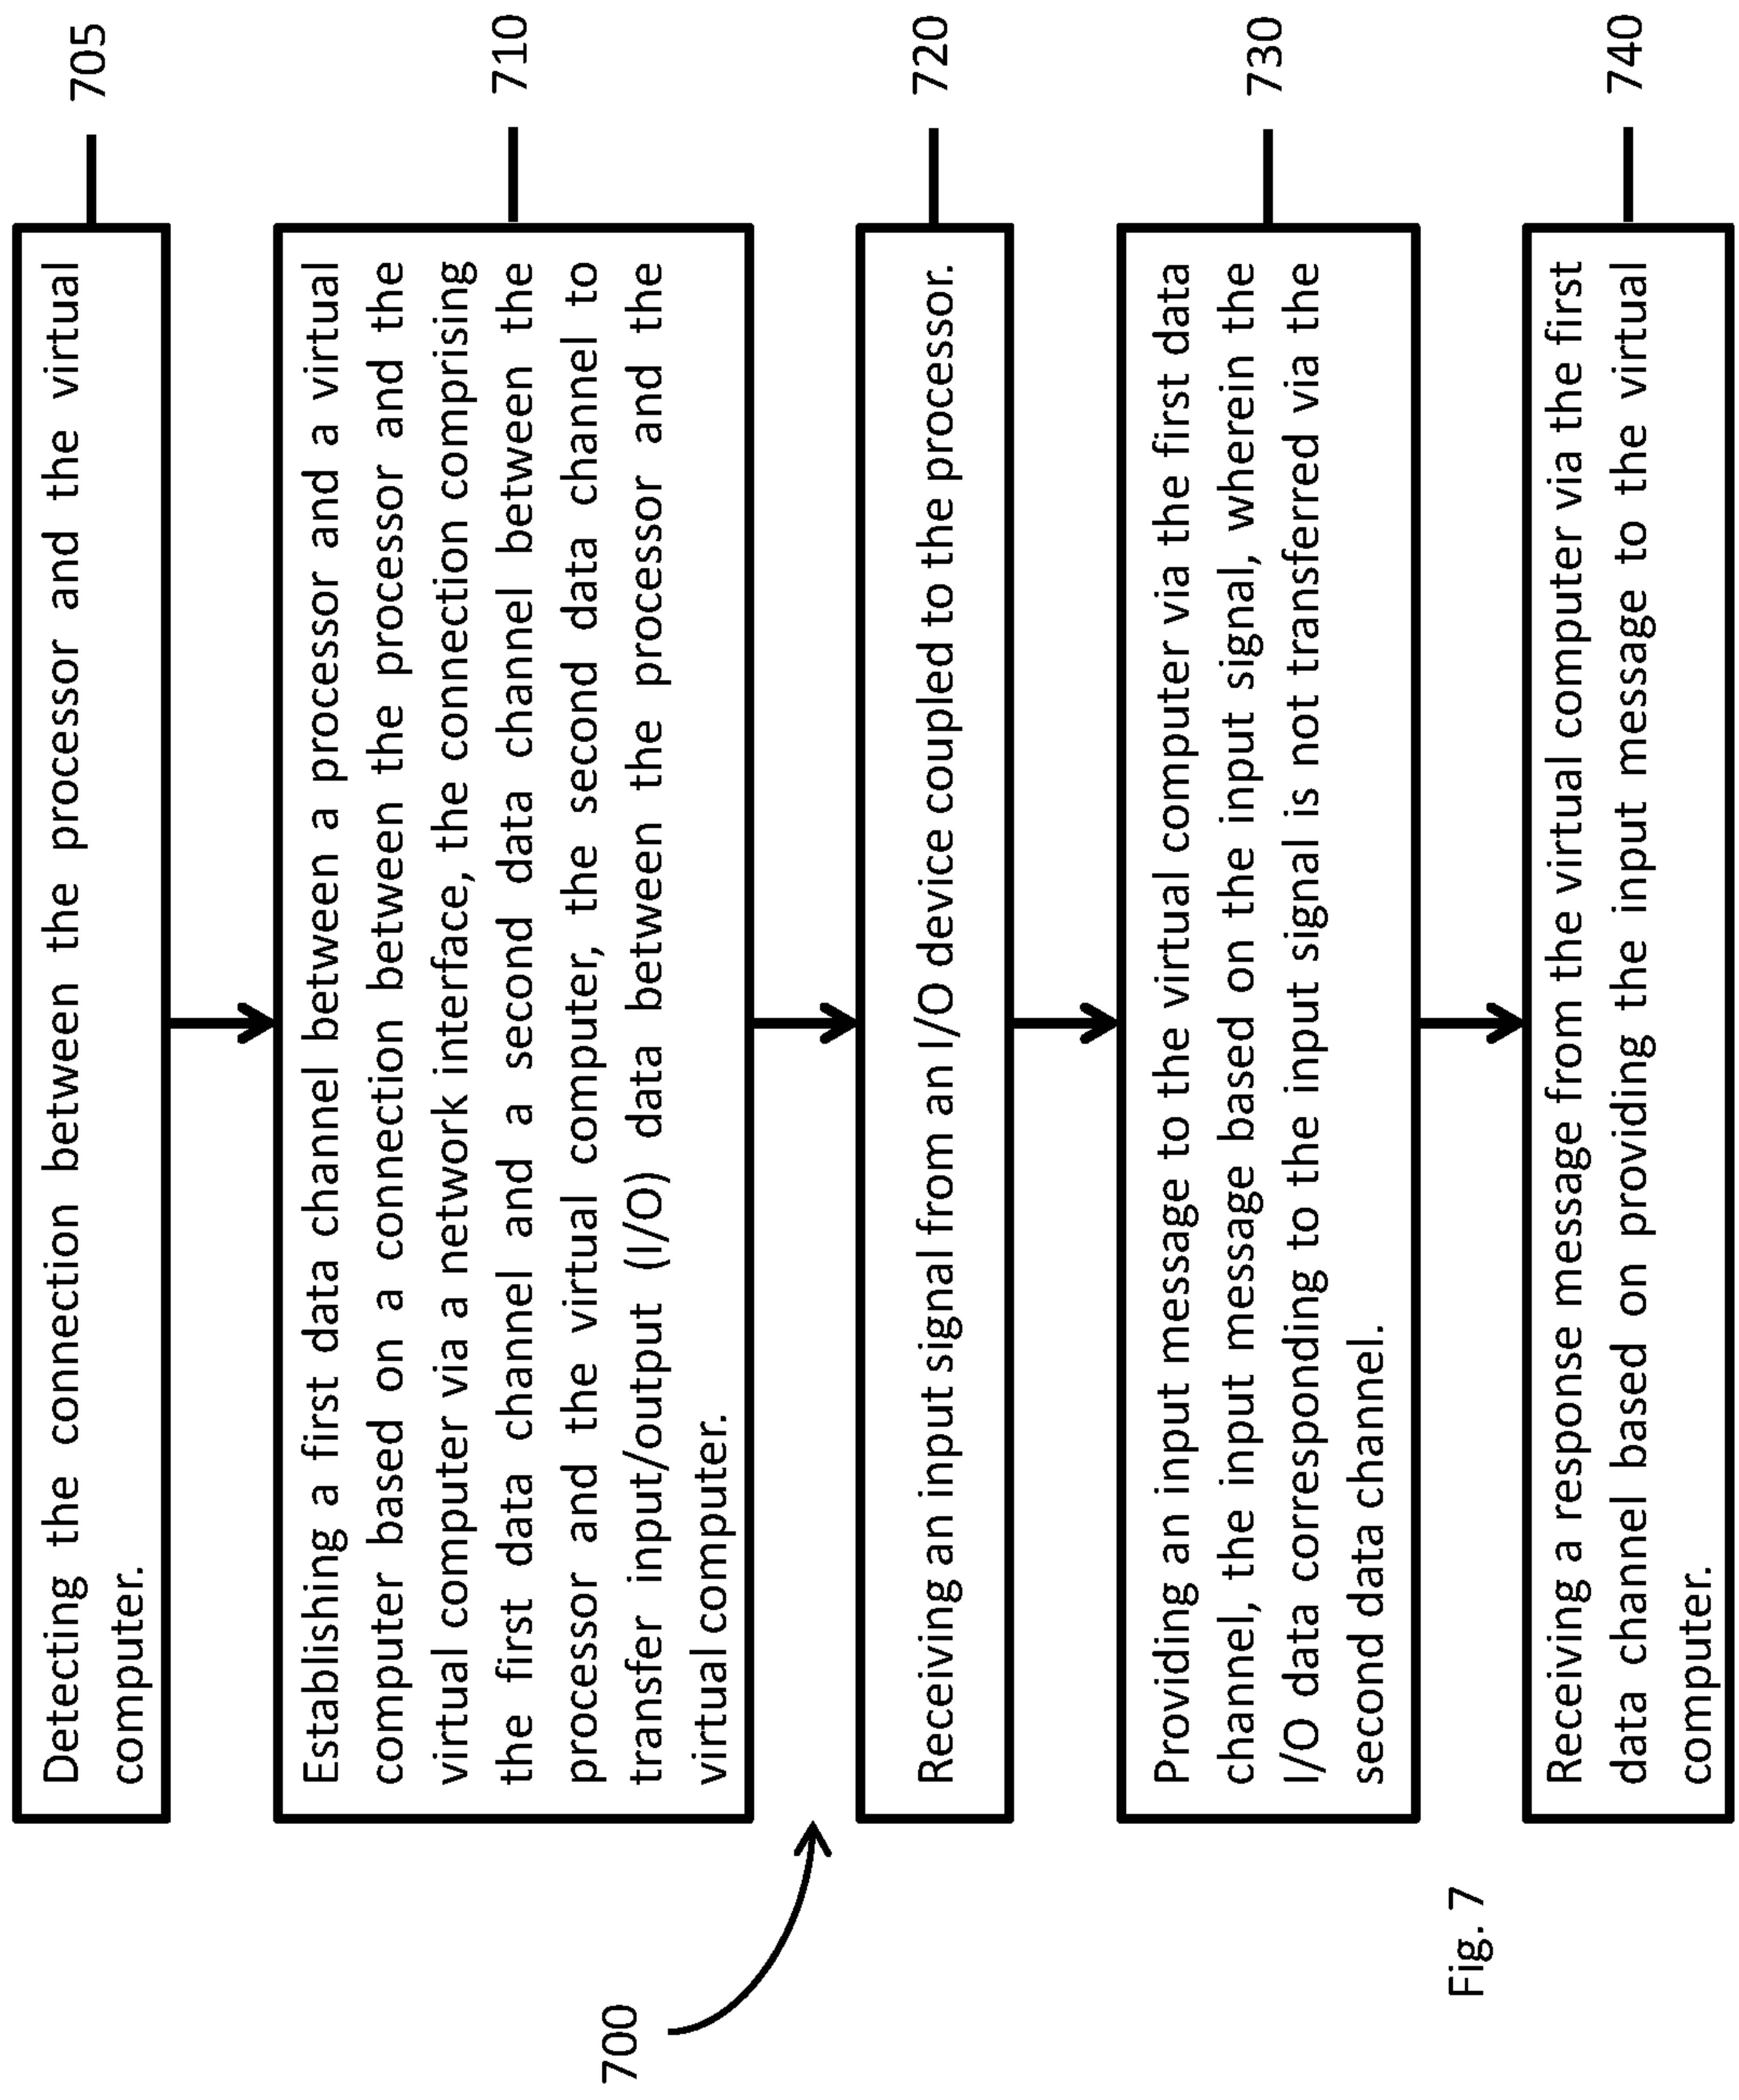 Detecting the connection between the processor and the virtual
computer.
705
Establishing a first data channel between a processor and a virtual
computer based on a connection between the processor and the
virtual computer via a network interface, the connection comprising
the first data channel and a second data channel between the
processor and the virtual computer, the second data channel to
transfer input/output (I/O) data between the processor and the
virtual computer.
710
700
Receiving an input signal from an I/O device coupled to the processor.
720
Providing an input message to the virtual computer via the first data
channel, the input message based on the input signal, wherein the
I/O data corresponding to the input signal is not transferred via the
second data channel.
730
Receiving a response message from the virtual computer via the first
data channel based on providing the input message to the virtual
computer.
740
Fig. 7